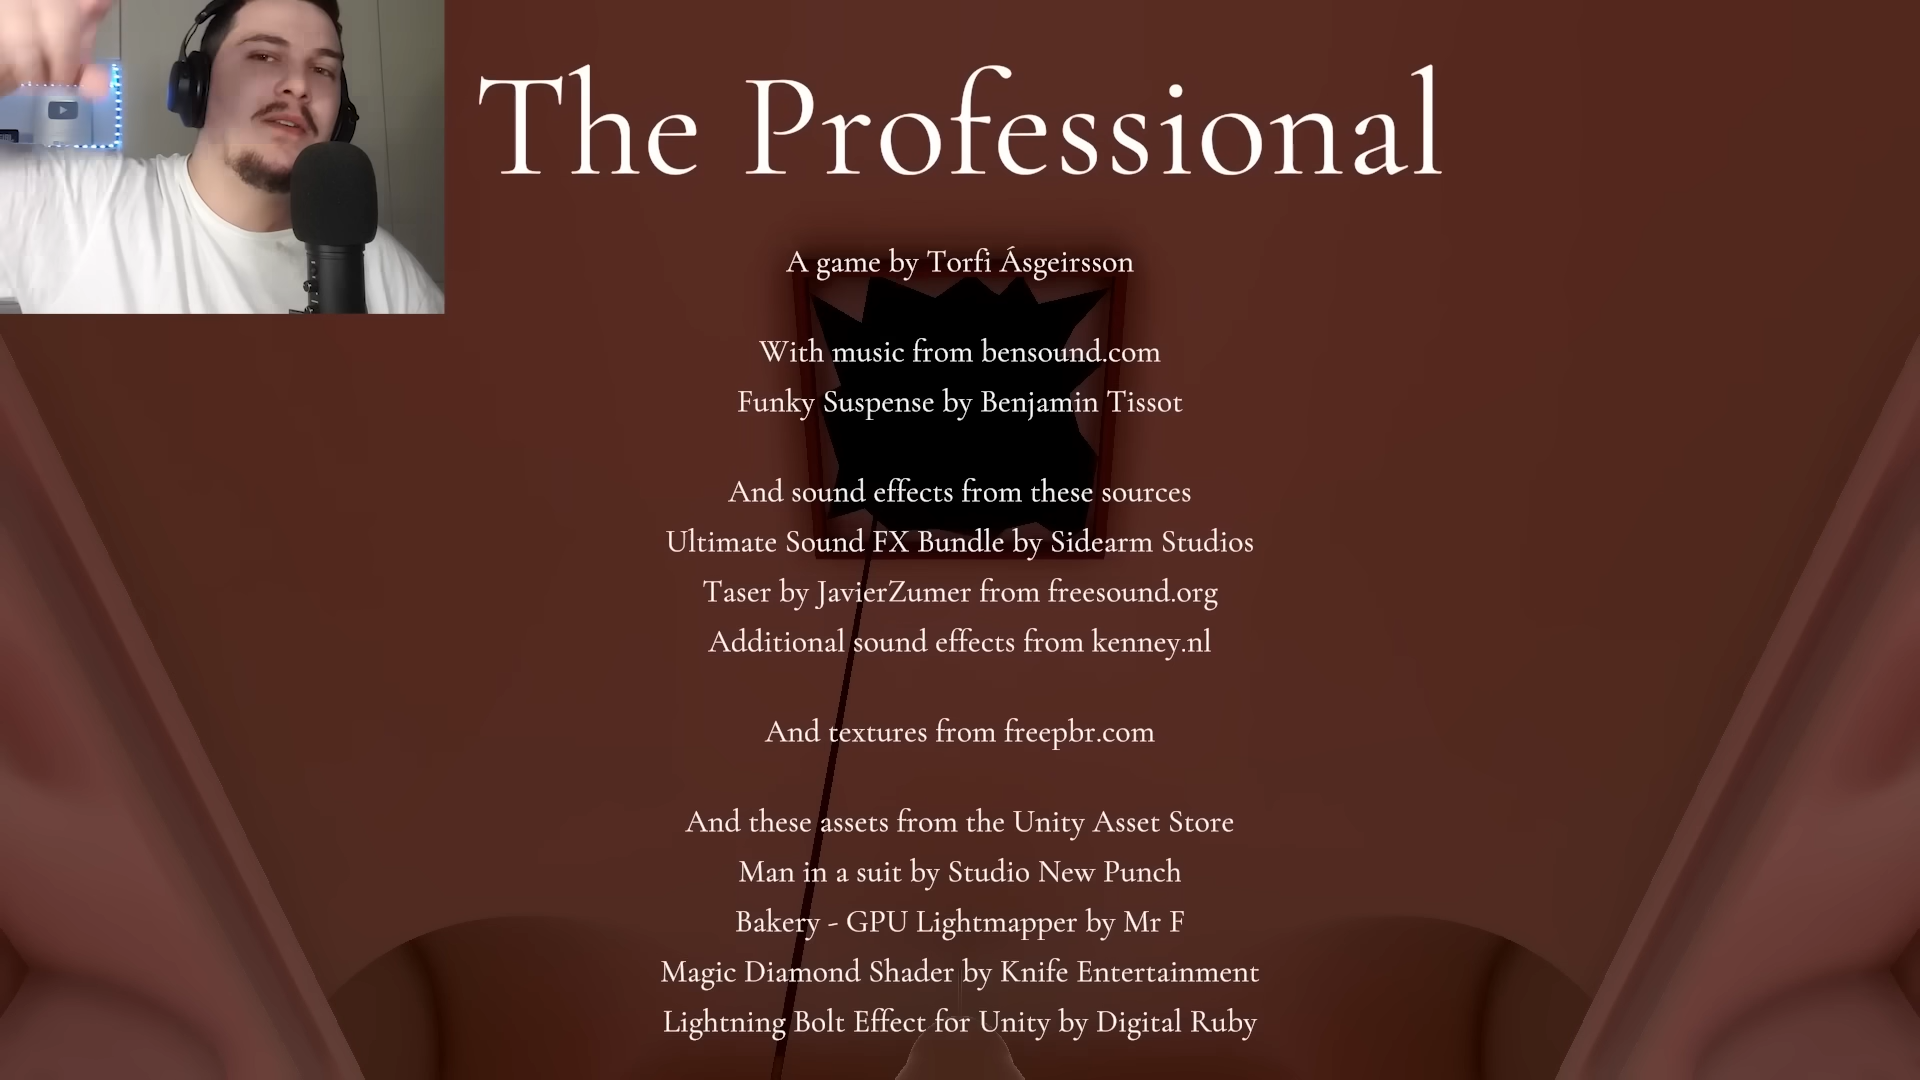 The Professional
A game by Torfi Ásgeirsson
With music from bensound.com
Funky Suspense by Benjamin Tissot
And sound effects from these sources
Ultimate Sound FX Bundle by Sidearm Studios
Taser by JavierZumer from freesound.org
Additional sound effects from kenney.nl
And textures from freepbr.com
And these assets from the Unity Asset Store
Man in a suit by Studio New Punch
Bakery - GPU Lightmapper by Mr F
Magic Diamond Shader by Knife Entertainment
Lightning Bolt Effect for Unity by Digital Ruby